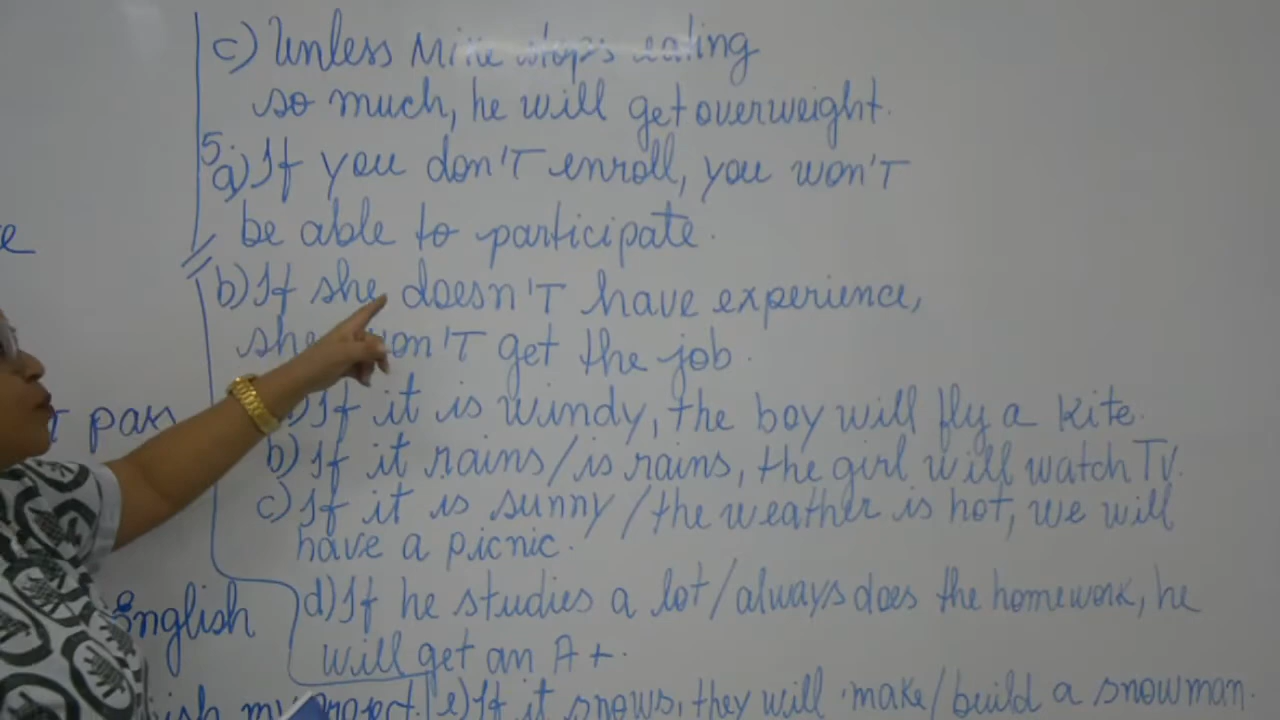 c) Unless Mike stops eating
so much, he will get overweight.
5.
a) If you don't enroll, you won't
be able to participate.
b) If she doesn't have experience,
she won't get the job.
If it is windy, the boy will fly a kite.
b) If it rains/is rains, the girl will watch TV.
c) If it is sunny/the weather is hot, we will
have a picnic.
d) If he studies a lot/always does the homework, he
will get an A+.
e) If it snows, they will make/build a snowman.
English
my project.